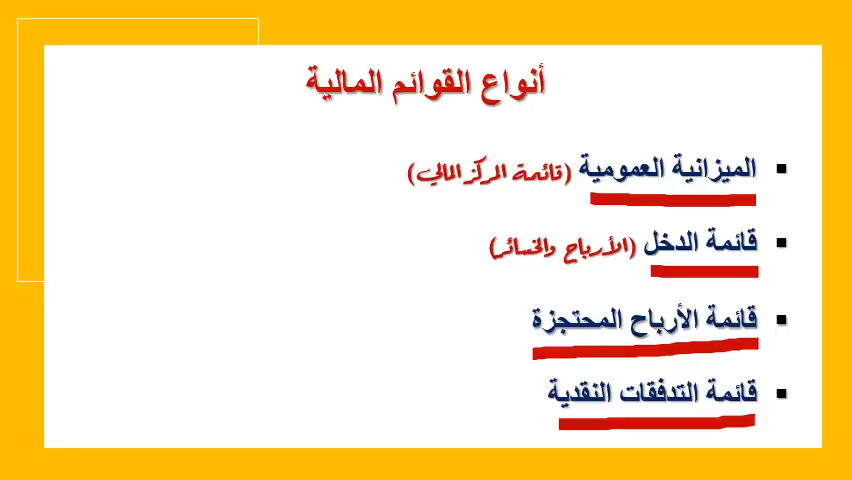 أنواع القوائم المالية
الميزانية العمومية (قائمة المركز المالي)
قائمة الدخل (الأرباح والخسائر)
قائمة الأرباح المحتجزة
قائمة التدفقات النقدية